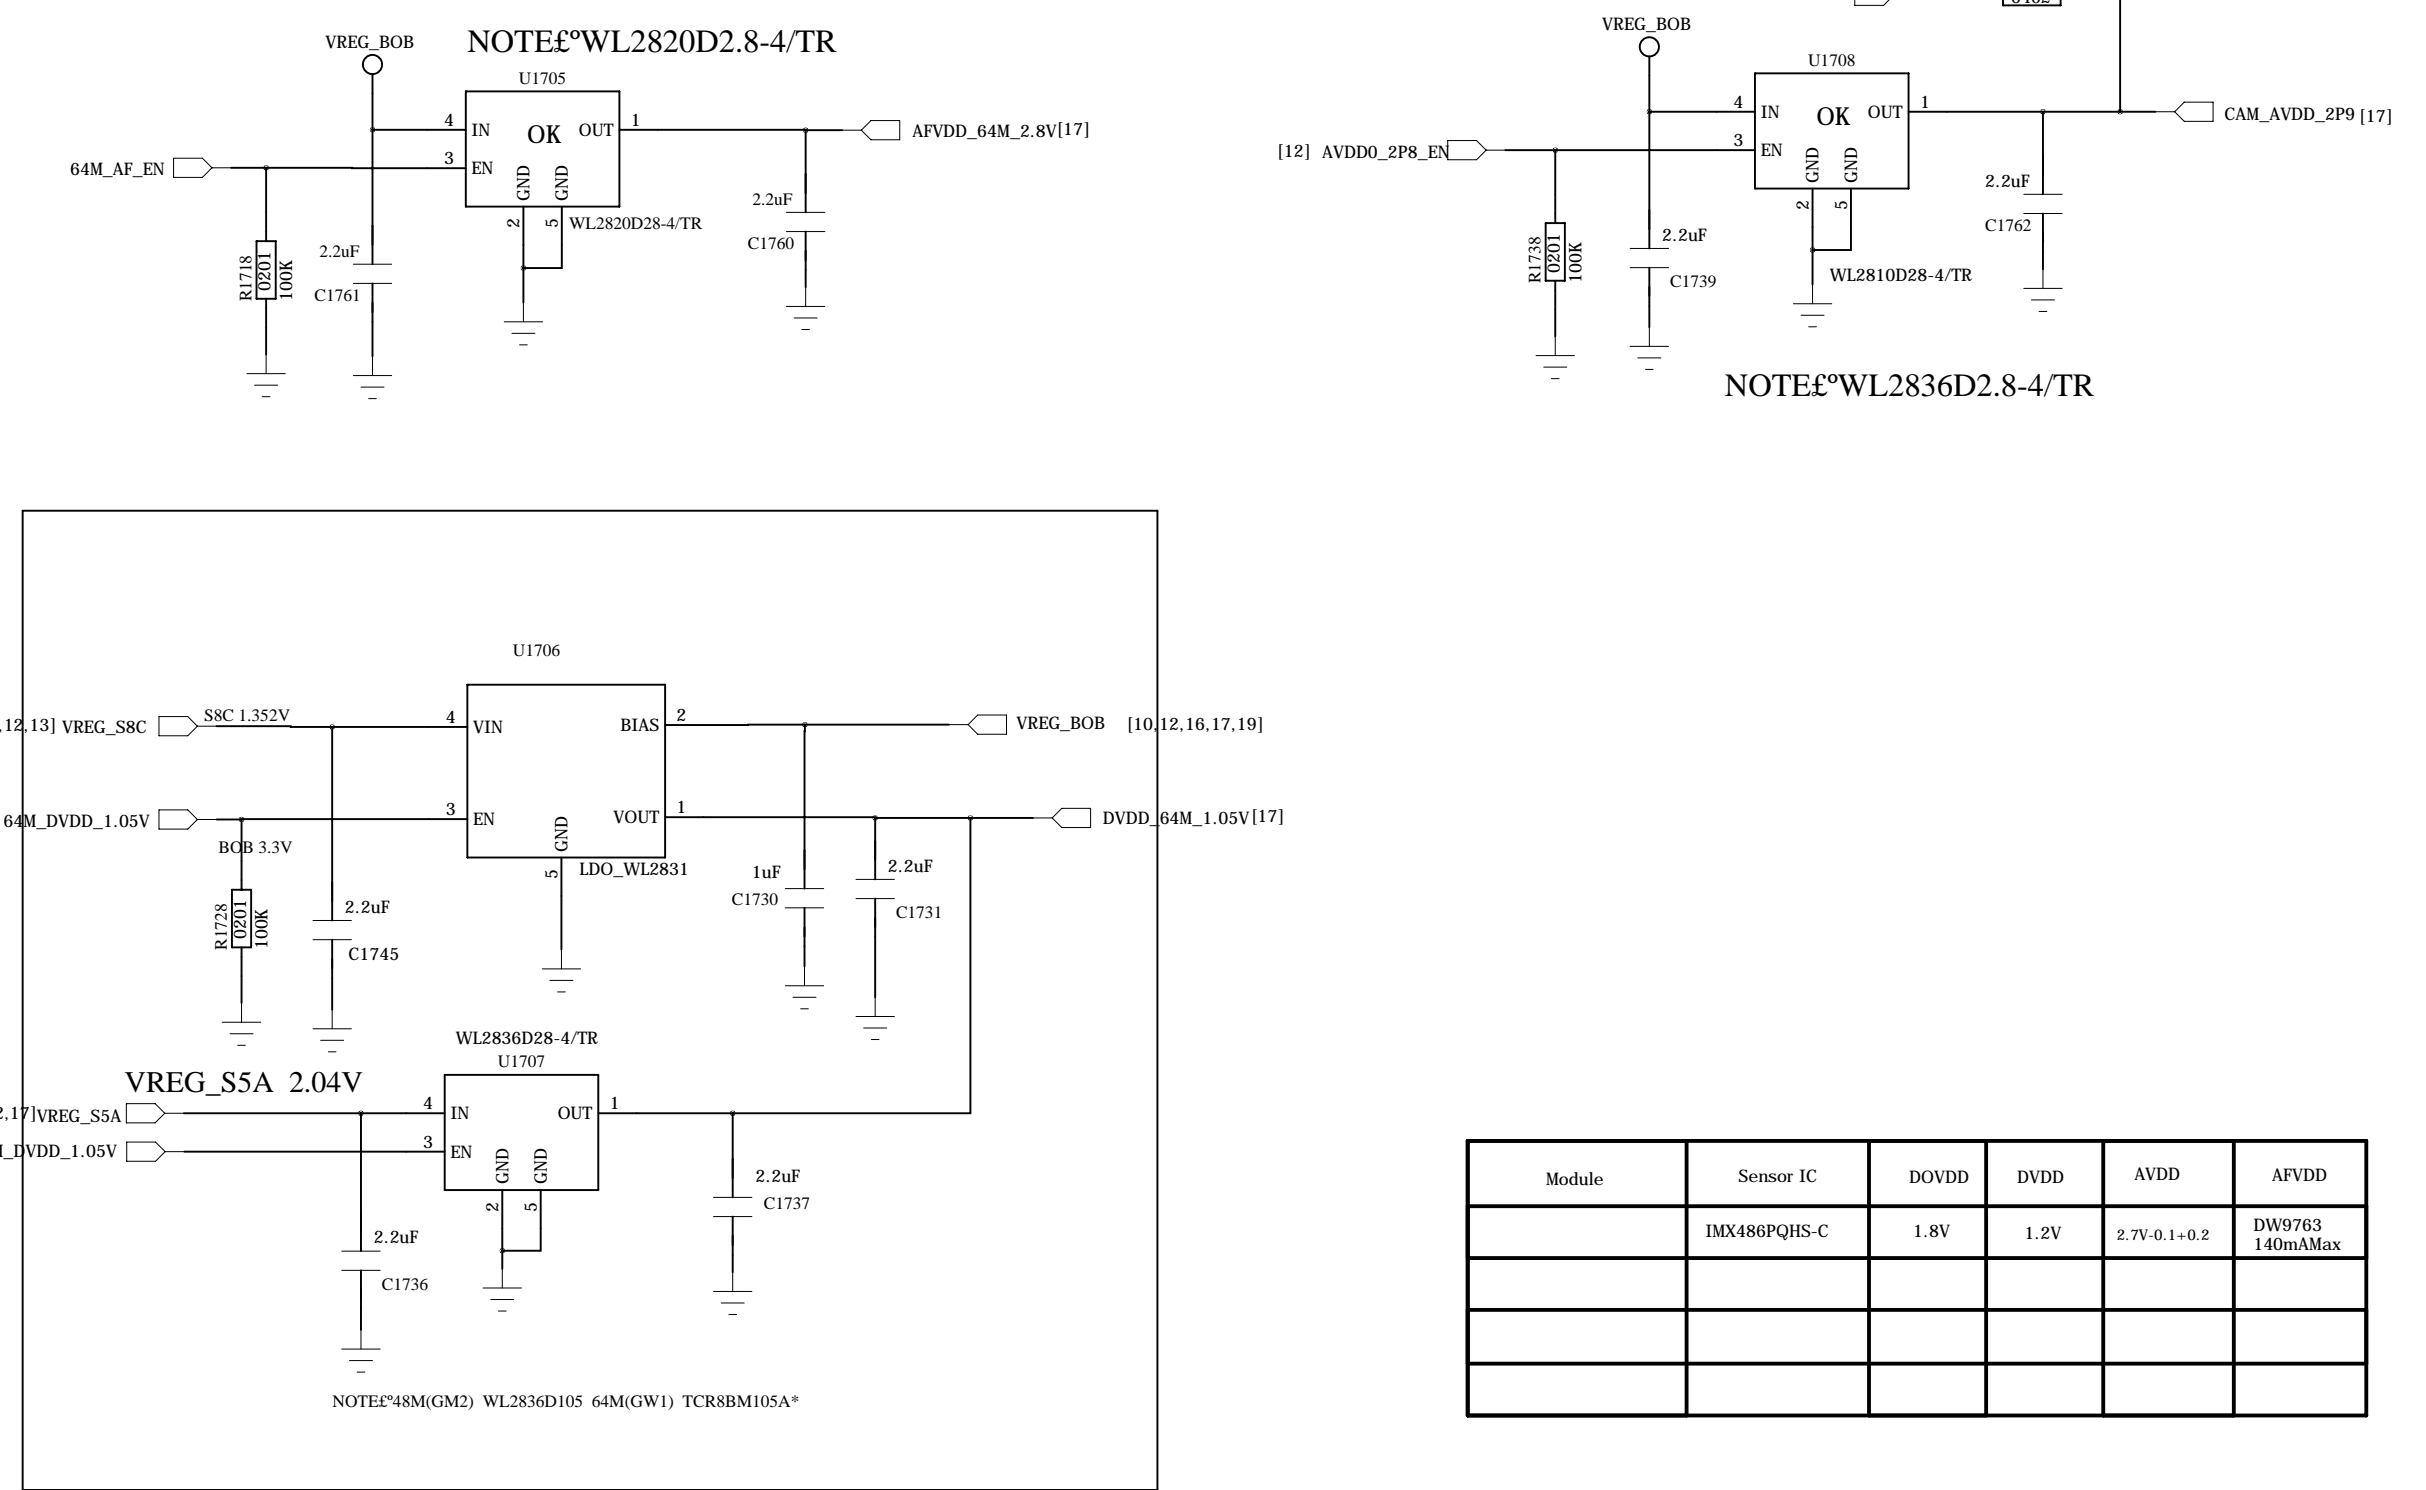 VREG_BOB
NOTE£ºWL2820D2.8-4/TR
U1705
4 IN OK OUT 1
AFVDD_64M_2.8V[17]
64M_AF_EN
3 EN
GND GND
2 5
WL2820D28-4/TR
2.2uF
C1760
R1718
0201
100K
2.2uF
C1761
VREG_BOB
U1708
4 IN OK OUT 1
CAM_AVDD_2P9 [17]
[12] AVDD0_2P8_EN
3 EN
GND GND
2 5
WL2810D28-4/TR
2.2uF
C1762
R1738
0201
100K
2.2uF
C1739
NOTE£ºWL2836D2.8-4/TR
U1706
,12,13] VREG_S8C
S8C 1.352V
4 VIN
BIAS 2
VREG_BOB [10,12,16,17,19]
64M_DVDD_1.05V
3 EN
VOUT 1
DVDD_64M_1.05V[17]
GND
5
LDO_WL2831
BOB 3.3V
R1728
0201
100K
2.2uF
C1745
1uF
C1730
2.2uF
C1731
WL2836D28-4/TR
U1707
VREG_S5A 2.04V
2,17]VREG_S5A
4 IN OUT 1
_DVDD_1.05V
3 EN
GND GND
2 5
2.2uF
C1736
2.2uF
C1737
NOTE£º48M(GM2) WL2836D105 64M(GW1) TCR8BM105A*
Module Sensor IC DOVDD DVDD AVDD AFVDD
IMX486PQHS-C 1.8V 1.2V 2.7V-0.1+0.2 DW9763
140mAMax